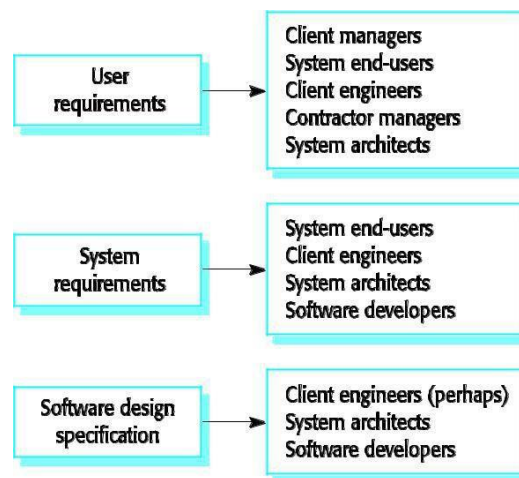 User
requirements
Client managers
System end-users
Client engineers
Contractor managers
System architects
System
requirements
System end-users
Client engineers
System architects
Software developers
Software design
specification
Client engineers (perhaps)
System architects
Software developers